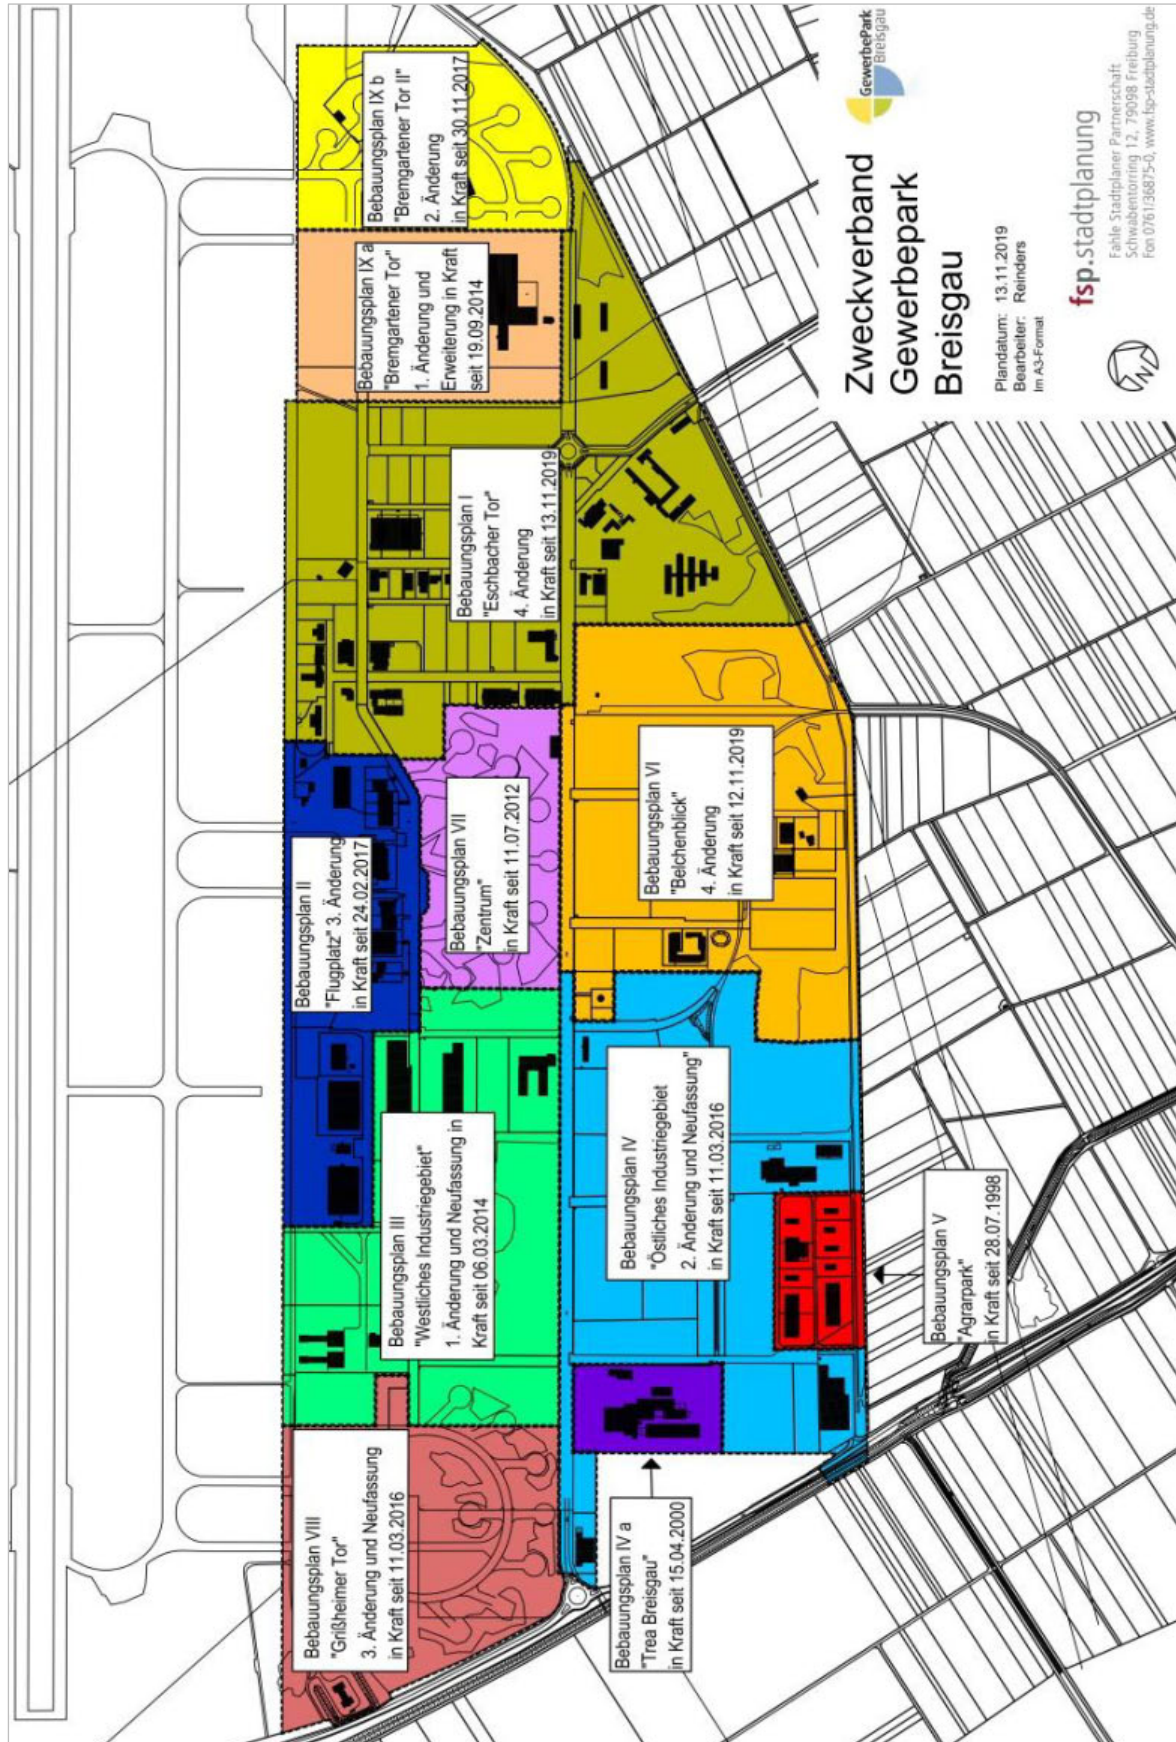 Bebauungsplan VIII
"Grißheimer Tor"
3. Änderung und Neufassung
in Kraft seit 11.03.2016
Bebauungsplan II
"Flugplatz" 3. Änderung
in Kraft seit 24.02.2017
Bebauungsplan IX a
"Bremgartener Tor"
1. Änderung und
Erweiterung in Kraft
seit 19.09.2014
Bebauungsplan IX b
"Bremgartener Tor II"
2. Änderung
in Kraft seit 30.11.2017
Bebauungsplan III
"Westliches Industriegebiet"
1. Änderung und Neufassung in
Kraft seit 06.03.2014
Bebauungsplan VII
"Zentrum"
in Kraft seit 11.07.2012
Bebauungsplan I
"Eschbacher Tor"
4. Änderung
in Kraft seit 13.11.2019
Bebauungsplan IV a
"Trea Breisgau"
in Kraft seit 15.04.2000
Bebauungsplan IV
"Östliches Industriegebiet
2. Änderung und Neufassung"
in Kraft seit 11.03.2016
Bebauungsplan VI
"Belchenblick"
4. Änderung
in Kraft seit 12.11.2019
Bebauungsplan V
"Agrarpark"
in Kraft seit 28.07.1998
Zweckverband
Gewerbepark
Breisgau
GewerbePark
Breisgau
Plandatum: 13.11.2019
Bearbeiter: Reinders
Im A3-Format
fsp.stadtplanung
Fahle Stadtplaner Partnerschaft
Schwabentorring 12, 79098 Freiburg
Fon 0761/36875-0, www.fsp-stadtplanung.de
N